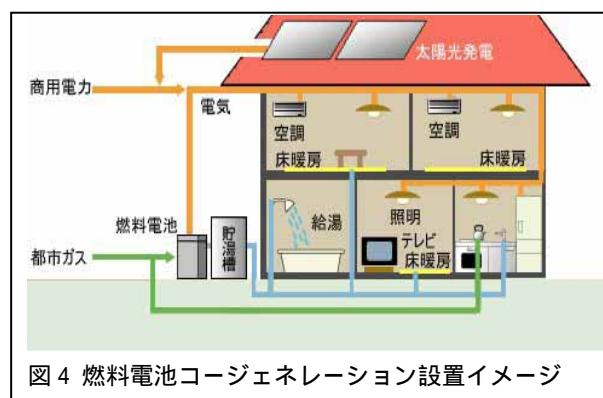 太陽光発電
商用電力
電気
空調
空調
床暖房
床暖房
燃料電池
貯湯槽
給湯
照明
テレビ
床暖房
都市ガス
図4 燃料電池コージェネレーション設置イメージ